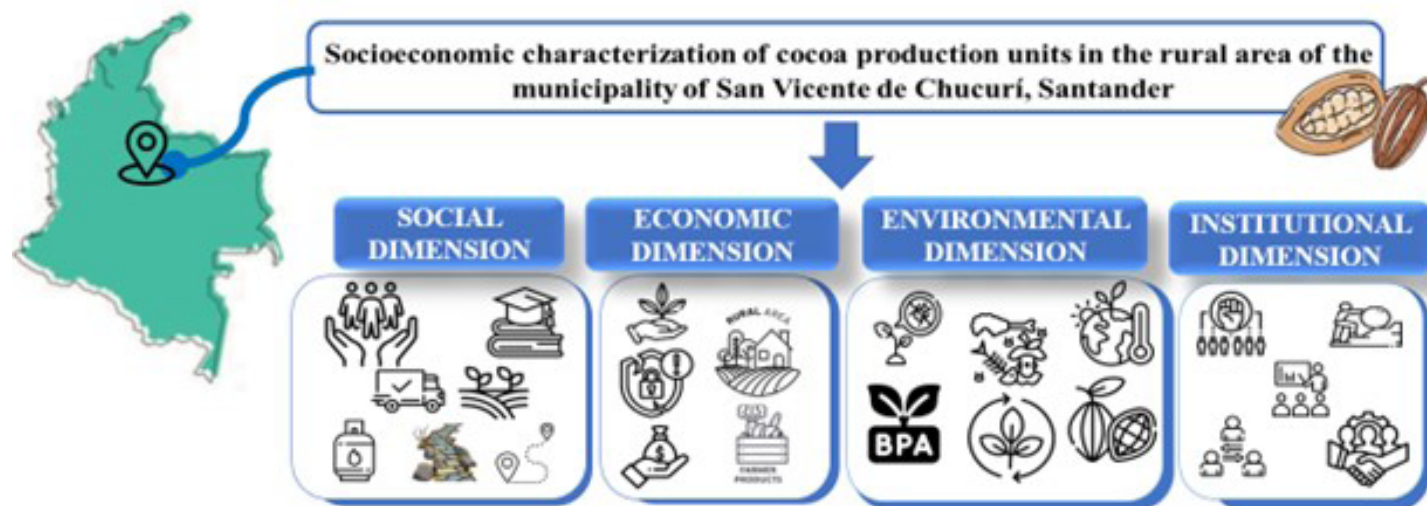 Socioeconomic characterization of cocoa production units in the rural area of the
municipality of San Vicente de Chucurí, Santander
SOCIAL
DIMENSION
ECONOMIC
DIMENSION
ENVIRONMENTAL
DIMENSION
INSTITUTIONAL
DIMENSION
RURAL AREA
BPA
FARMER
PRODUCTS